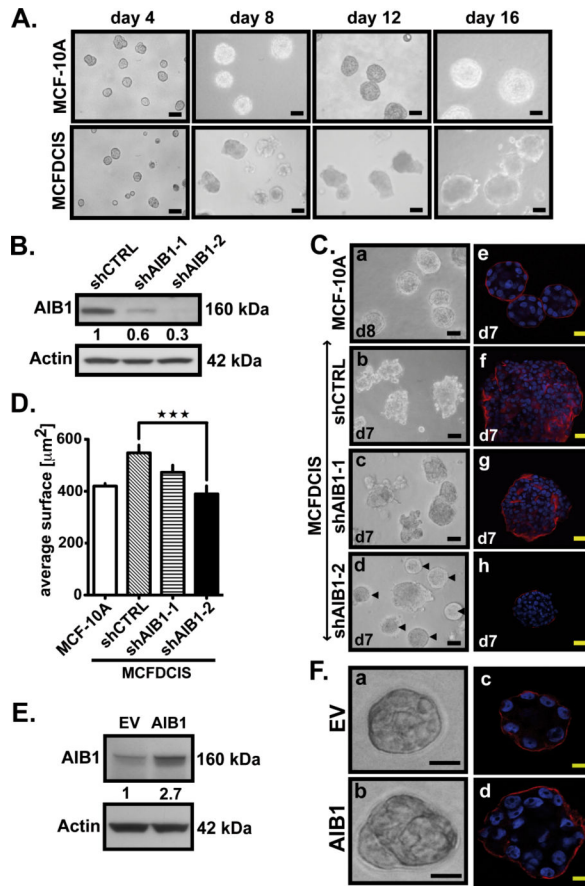 A.
day 4 day 8 day 12 day 16
MCF-10A
MCFDCIS
B.
shCTRL shAIB1-1 shAIB1-2
AIB1 160 kDa
1 0.6 0.3
Actin 42 kDa
C.
MCFDCIS
MCF-10A
a d8
e d7
shCTRL
b d7
f d7
shAIB1-1
c d7
g d7
shAIB1-2
d d7
h d7
D.
★★★
average surface [µm2]
600
400
200
0
MCF-10A shCTRL shAIB1-1 shAIB1-2
MCFDCIS
E.
EV AIB1
AIB1 160 kDa
1 2.7
Actin 42 kDa
F.
EV
a c
AIB1
b d